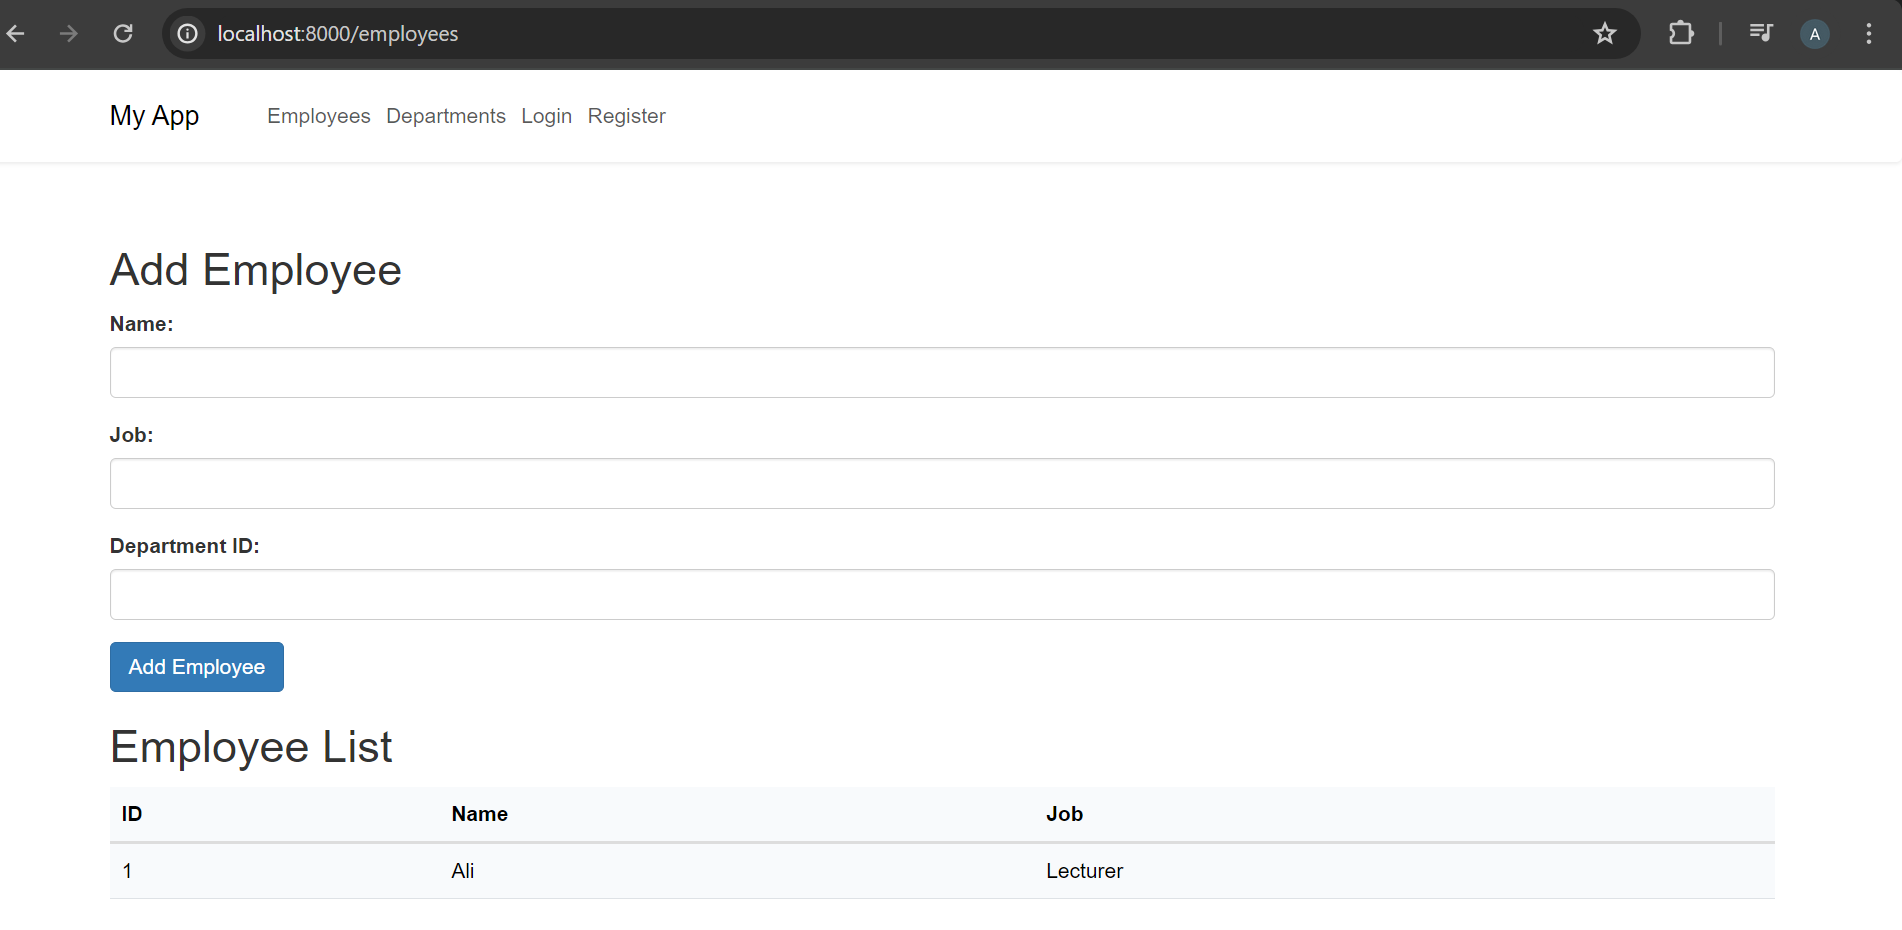 localhost:8000/employees
A
My App Employees Departments Login Register
Add Employee
Name:
Job:
Department ID:
Add Employee
Employee List
ID Name Job
1 Ali Lecturer